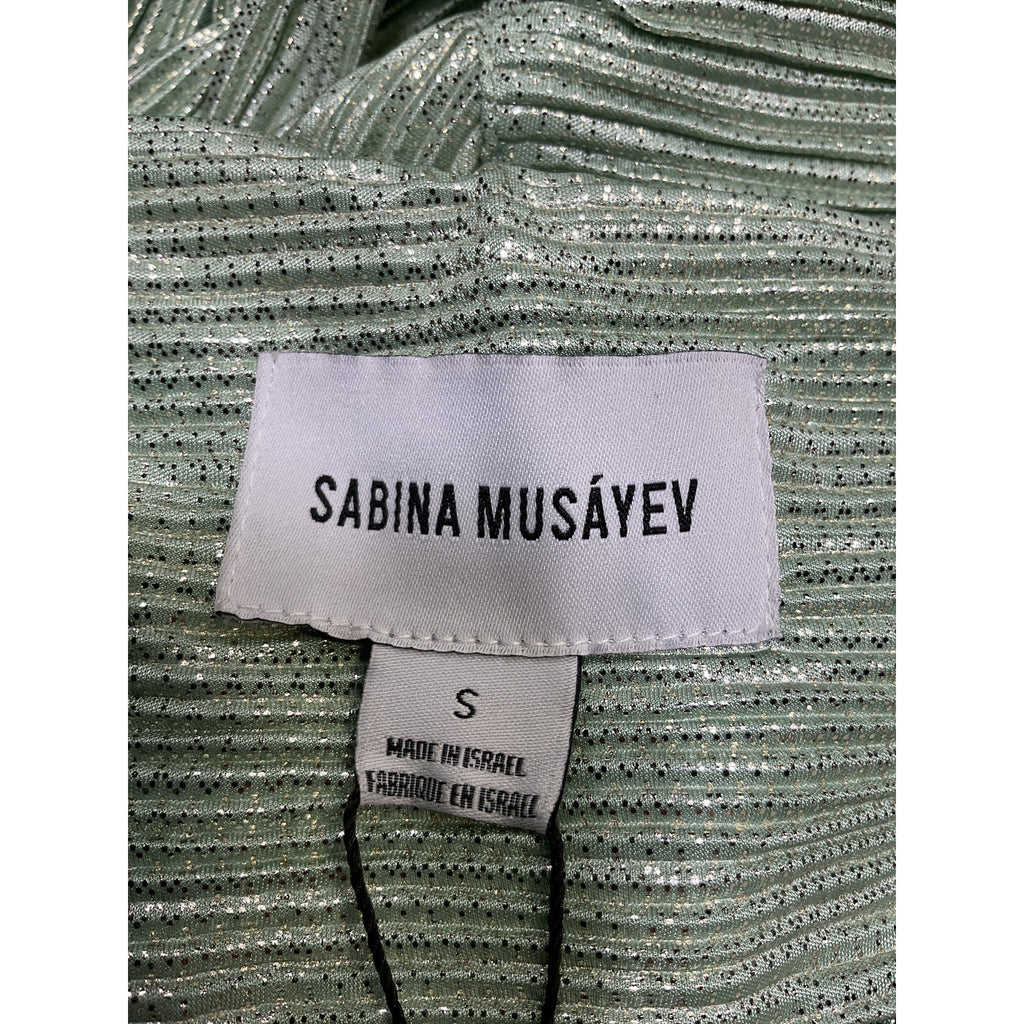 SABINA MUSÁYEV
S
MADE IN ISRAEL
FABRIQUE EN ISRAEL